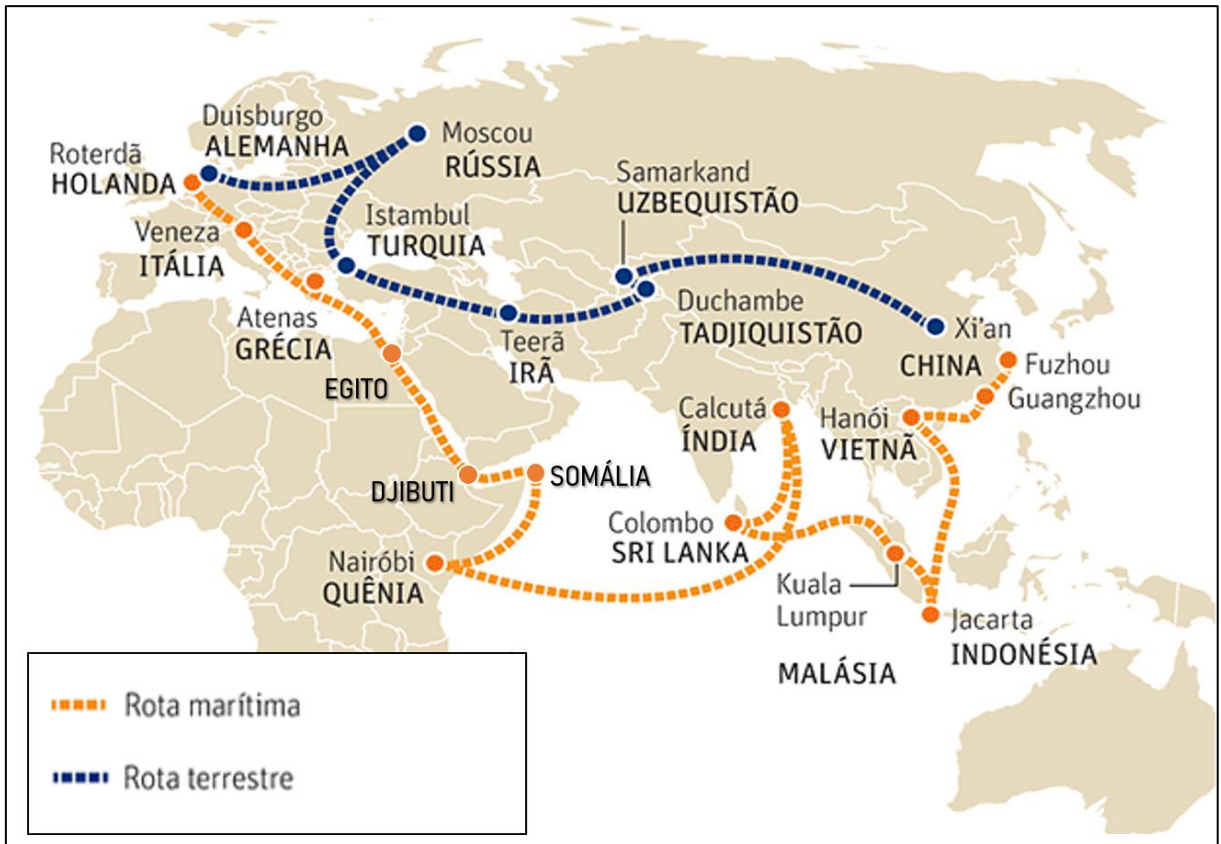 Duisburgo
ALEMANHA
Roterdã
HOLANDA
Moscou
RÚSSIA
Samarkand
UZBEQUISTÃO
Istambul
TURQUIA
Veneza
ITÁLIA
Duchambe
TADJIQUISTÃO
Atenas
GRÉCIA
Teerã
IRÃ
Xi'an
CHINA
Fuzhou
Guangzhou
EGITO
Calcutá
ÍNDIA
Hanói
VIETNÃ
DJIBUTI
SOMÁLIA
Colombo
SRI LANKA
Nairóbi
QUÊNIA
Kuala
Lumpur
MALÁSIA
Jacarta
INDONÉSIA
Rota marítima
Rota terrestre